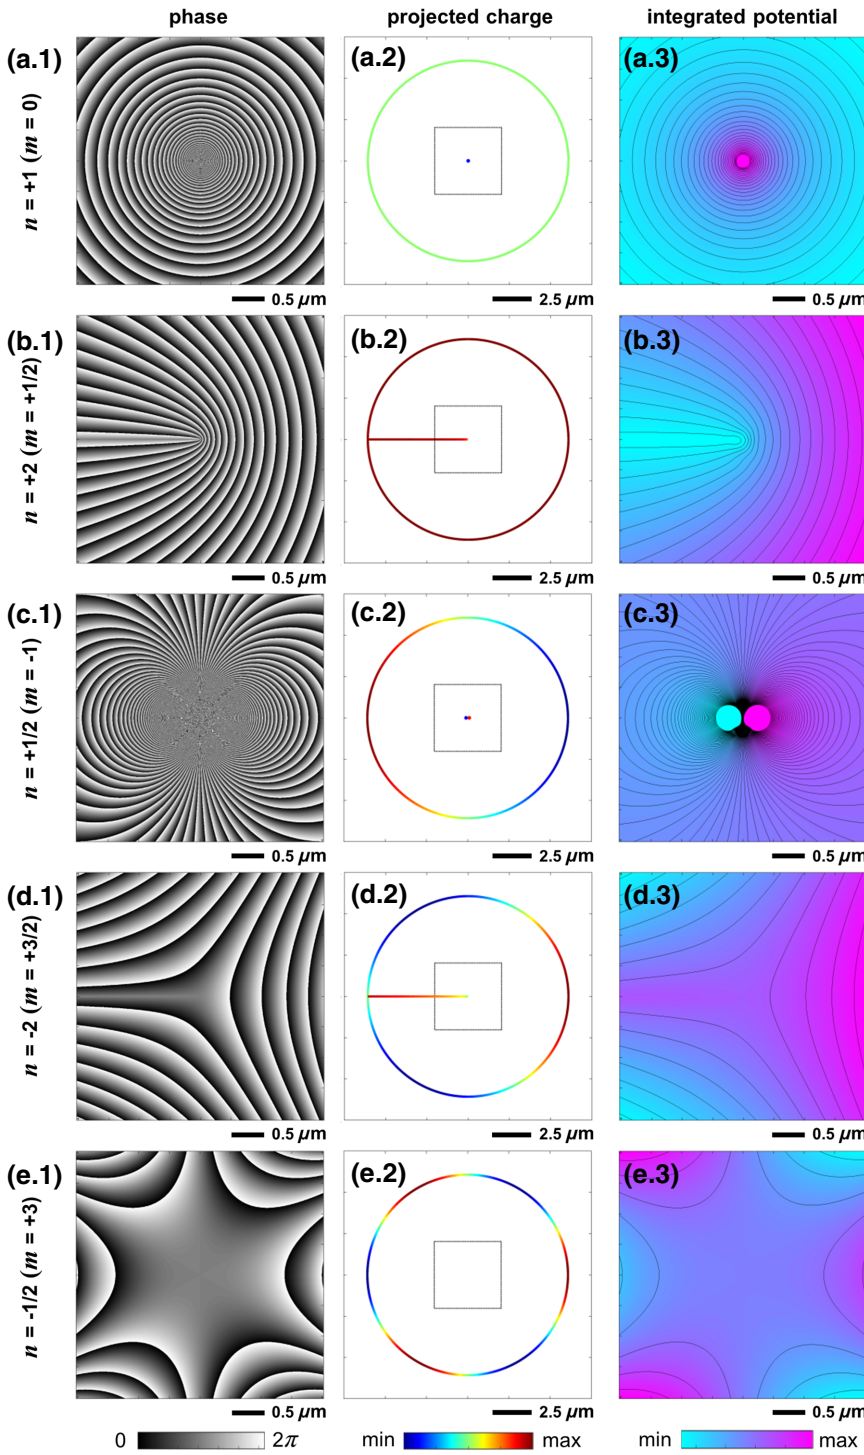 phase projected charge integrated potential
(a.1) (a.2) (a.3)
n = +1 (m = 0)
0.5 µm 2.5 µm 0.5 µm
(b.1) (b.2) (b.3)
n = +2 (m = +1/2)
0.5 µm 2.5 µm 0.5 µm
(c.1) (c.2) (c.3)
n = +1/2 (m = -1)
0.5 µm 2.5 µm 0.5 µm
(d.1) (d.2) (d.3)
n = -2 (m = +3/2)
0.5 µm 2.5 µm 0.5 µm
(e.1) (e.2) (e.3)
n = -1/2 (m = +3)
0.5 µm 2.5 µm 0.5 µm
0 2π min max min max